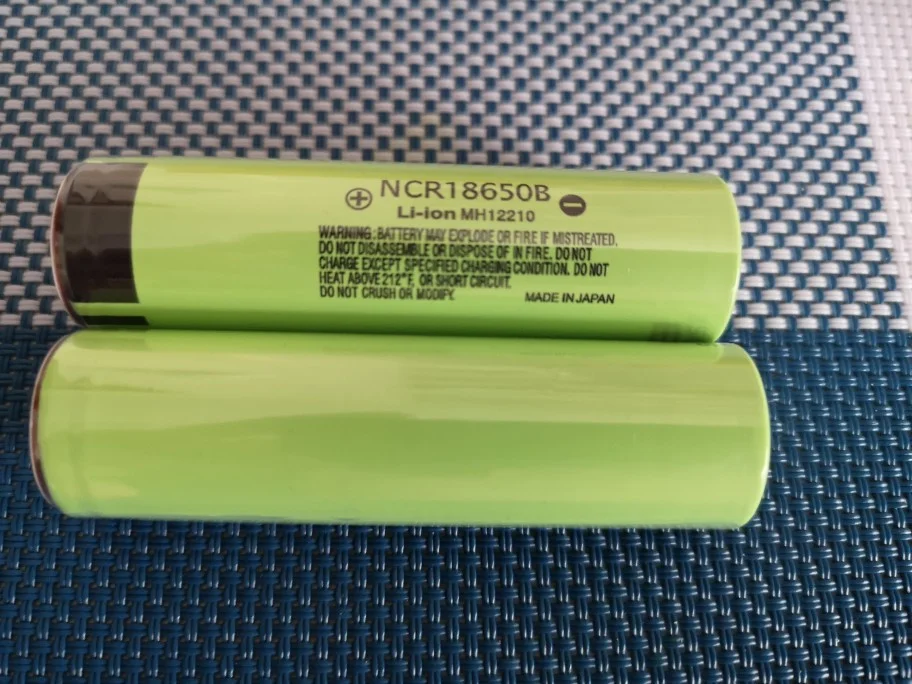 ⊕ NCR18650B ⊖
Li-ion MH12210
WARNING: BATTERY MAY EXPLODE OR FIRE IF MISTREATED.
DO NOT DISASSEMBLE OR DISPOSE OF IN FIRE. DO NOT
CHARGE EXCEPT SPECIFIED CHARGING CONDITION. DO NOT
HEAT ABOVE 212°F, OR SHORT CIRCUIT.
DO NOT CRUSH OR MODIFY. MADE IN JAPAN